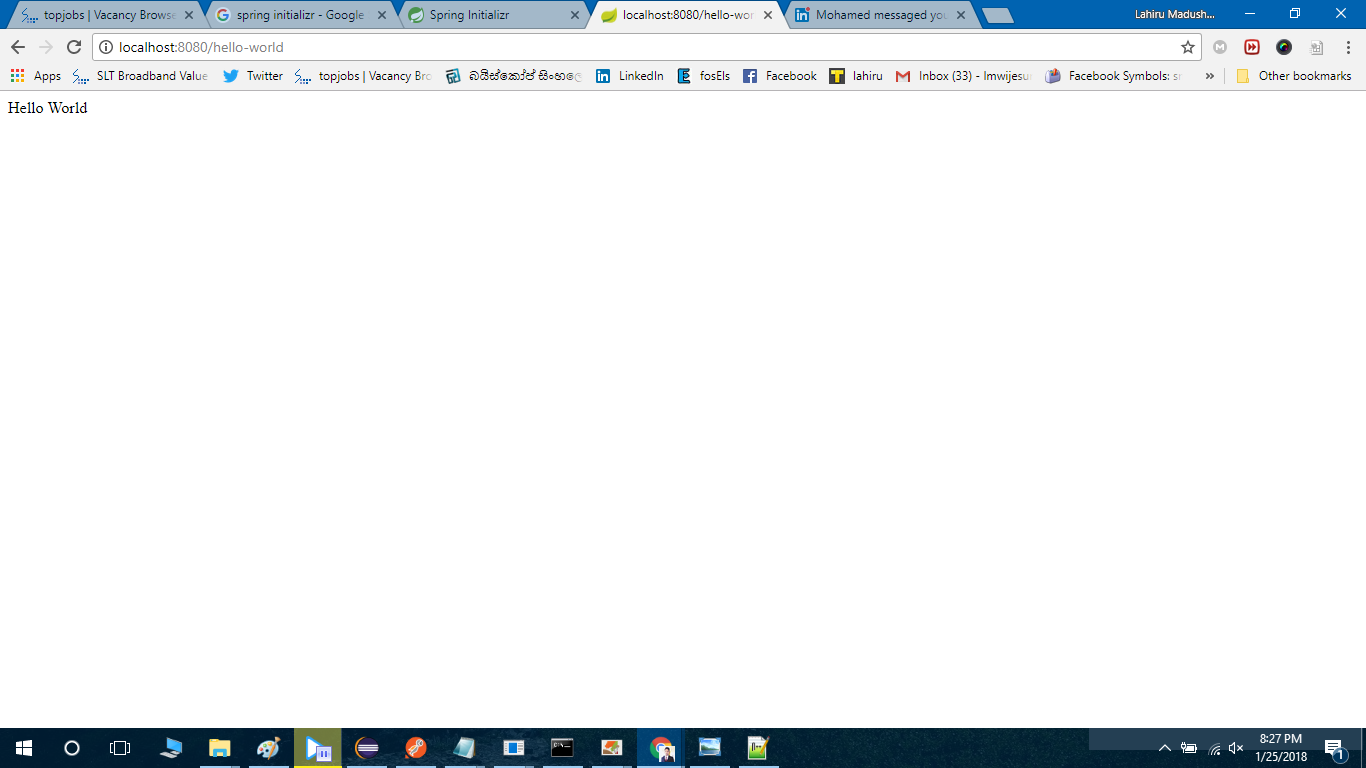 topjobs | Vacancy Browse
spring initializr - Google
Spring Initializr
localhost:8080/hello-wor
Mohamed messaged you
Lahiru Madush...
localhost:8080/hello-world
Apps
SLT Broadband Value
Twitter
topjobs | Vacancy Bro
බයිස්කෝප් සිංහලෙ
LinkedIn
fosEls
Facebook
lahiru
Inbox (33) - lmwijesu
Facebook Symbols: sm
Other bookmarks
Hello World
8:27 PM
1/25/2018
1